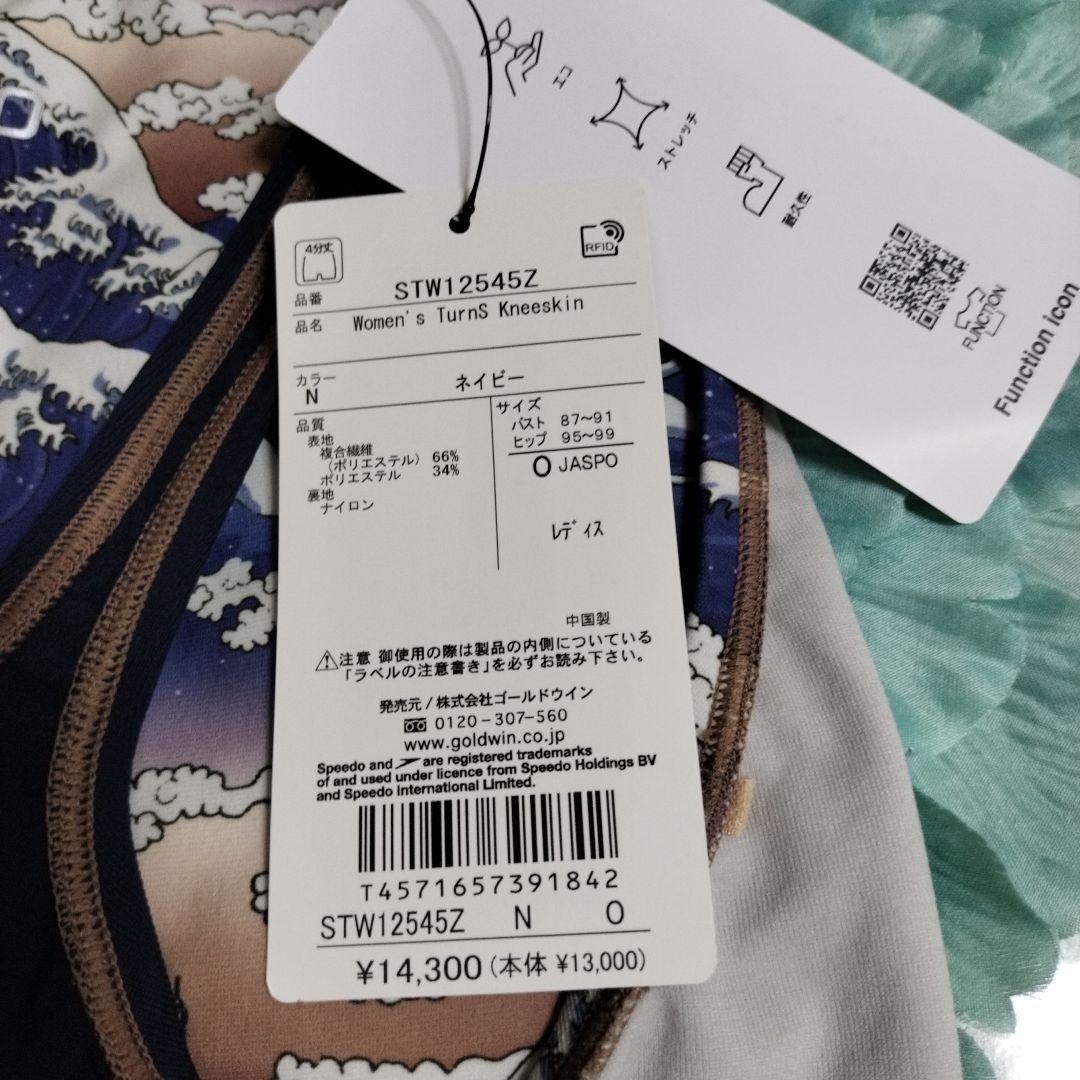 エコ
ストレッチ
耐久性
FUNCTION
Function icon
4分丈
RFID
品番 STW12545Z
品名 Women's TurnS Kneeskin
カラー
N ネイビー
品質
表地
複合繊維
(ポリエステル) 66%
ポリエステル 34%
裏地
ナイロン
サイズ
バスト 87～91
ヒップ 95～99
O JASPO
レディス
中国製
注意 御使用の際は製品の内側についている
「ラベルの注意書き」を必ずお読み下さい。
発売元/株式会社ゴールドウイン
0120-307-560
www.goldwin.co.jp
Speedo and are registered trademarks
of and used under licence from Speedo Holdings BV
and Speedo International Limited.
T4571657391842
STW12545Z N O
¥14,300(本体 ¥13,000)